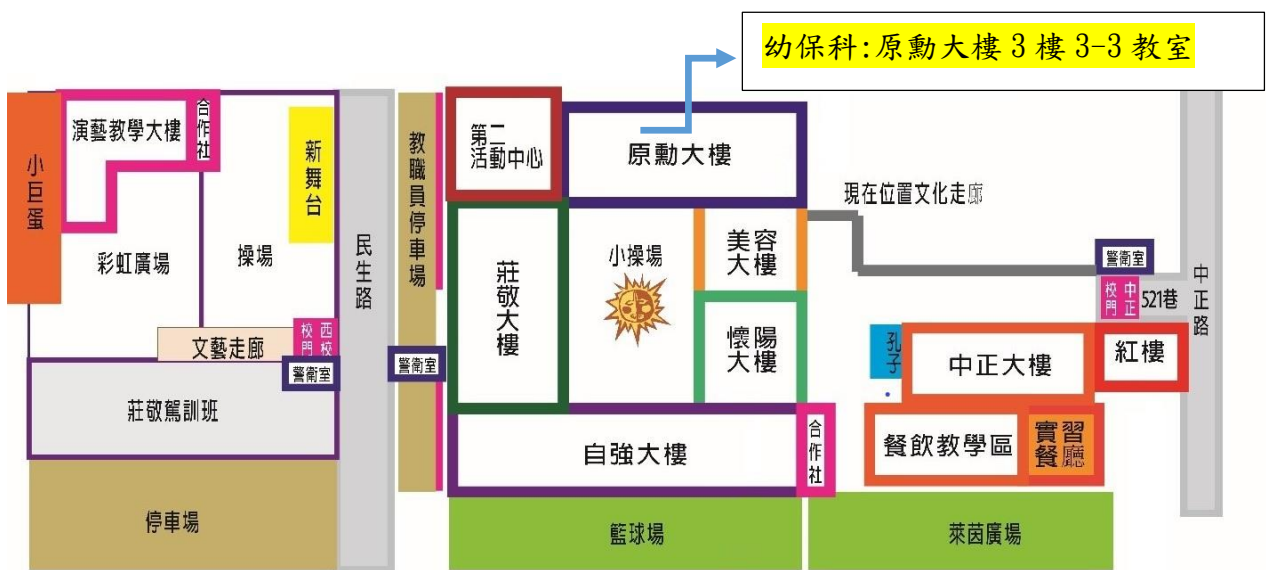 幼保科:原勳大樓3樓3-3教室
小巨蛋
演藝教學大樓
合作社
新舞台
彩虹廣場
操場
文藝走廊
西校門
警衛室
莊敬駕訓班
停車場
民生路
教職員停車場
警衛室
第二
活動中心
原勳大樓
莊敬大樓
小操場
美容
大樓
懷陽
大樓
自強大樓
合作社
籃球場
現在位置文化走廊
警衛室
中正校門
521巷
中正路
孔子
中正大樓
紅樓
餐飲教學區
實習
餐廳
萊茵廣場